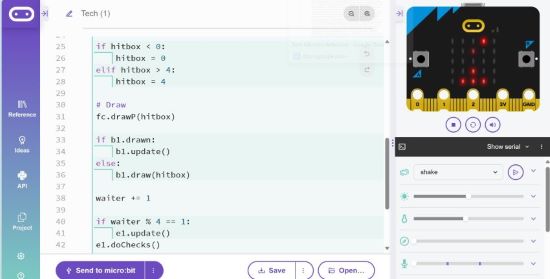 Tech (1)
25 if hitbox < 0:
26 hitbox = 0
27 elif hitbox > 4:
28 hitbox = 4
29
30 # Draw
31 fc.drawP(hitbox)
32
33 if b1.drawn:
34 b1.update()
35 else:
36 b1.draw(hitbox)
37
38 waiter += 1
39
40 if waiter % 4 == 1:
41 e1.update()
42 e1.doChecks()
Reference
Ideas
API
Project
Send to micro:bit
Save
Open...
0 1 2 3V GND
Show serial
shake